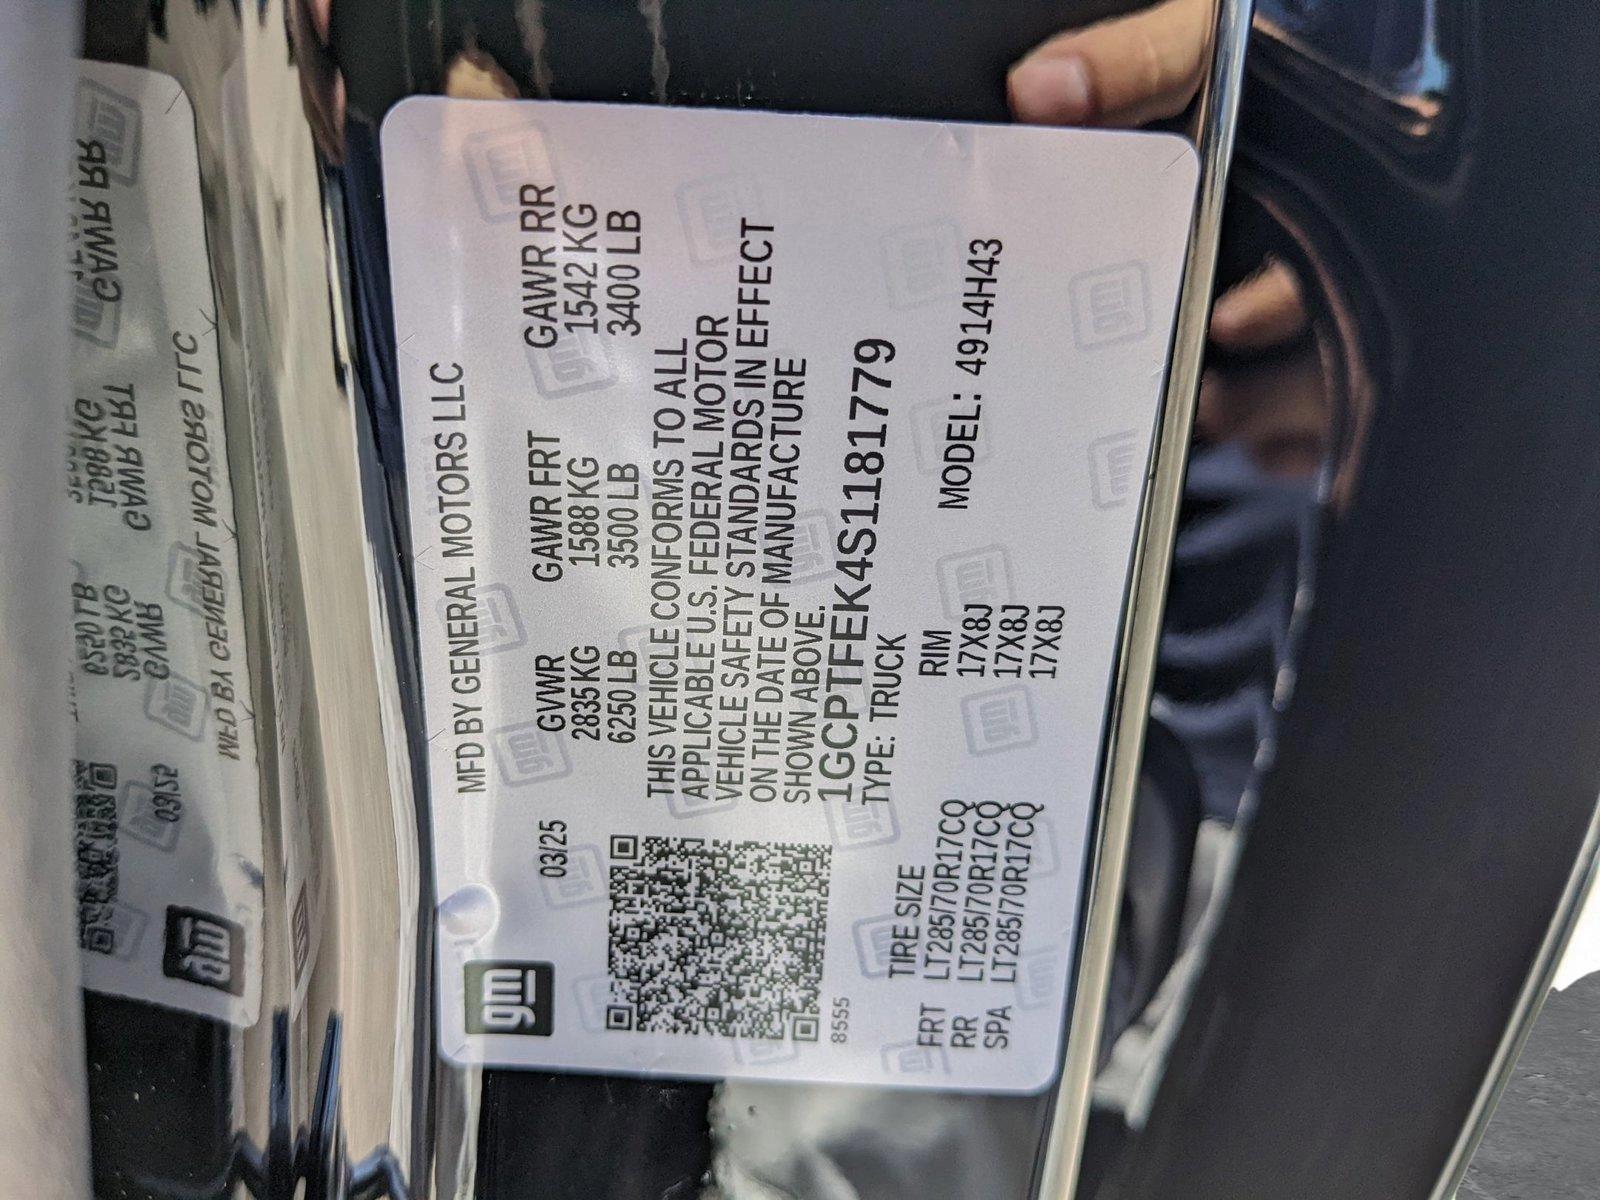 gm
MFD BY GENERAL MOTORS LLC
03/25
GVWR GAWR FRT GAWR RR
2835 KG 1588 KG 1542 KG
6250 LB 3500 LB 3400 LB
THIS VEHICLE CONFORMS TO ALL
APPLICABLE U.S. FEDERAL MOTOR
VEHICLE SAFETY STANDARDS IN EFFECT
ON THE DATE OF MANUFACTURE
SHOWN ABOVE.
1GCPTFEK4S1181779
8555
TYPE: TRUCK
TIRE SIZE RIM MODEL: 4914H43
FRT LT285/70R17CQ 17X8J
RR LT285/70R17CQ 17X8J
SPA LT285/70R17CQ 17X8J